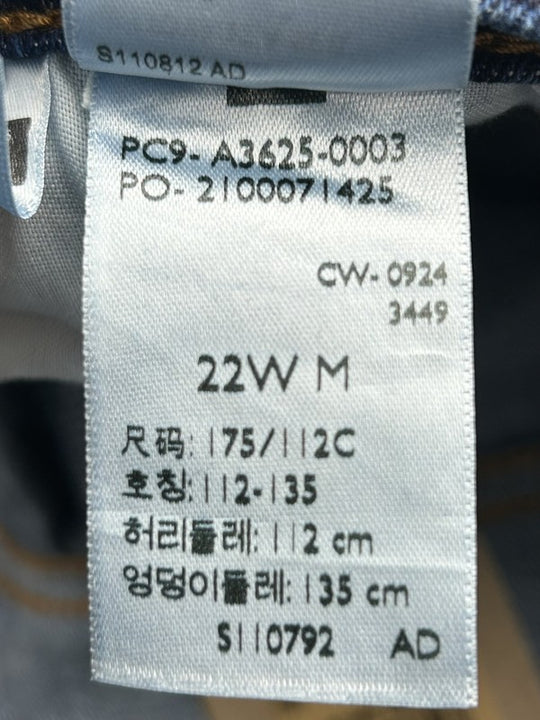 S110812 AD
PC9- A3625-0003
PO- 2100071425
CW- 0924
3449
22W M
尺码: 175/112C
호칭: 112-135
허리둘레: 112 cm
엉덩이둘레: 135 cm
S110792 AD